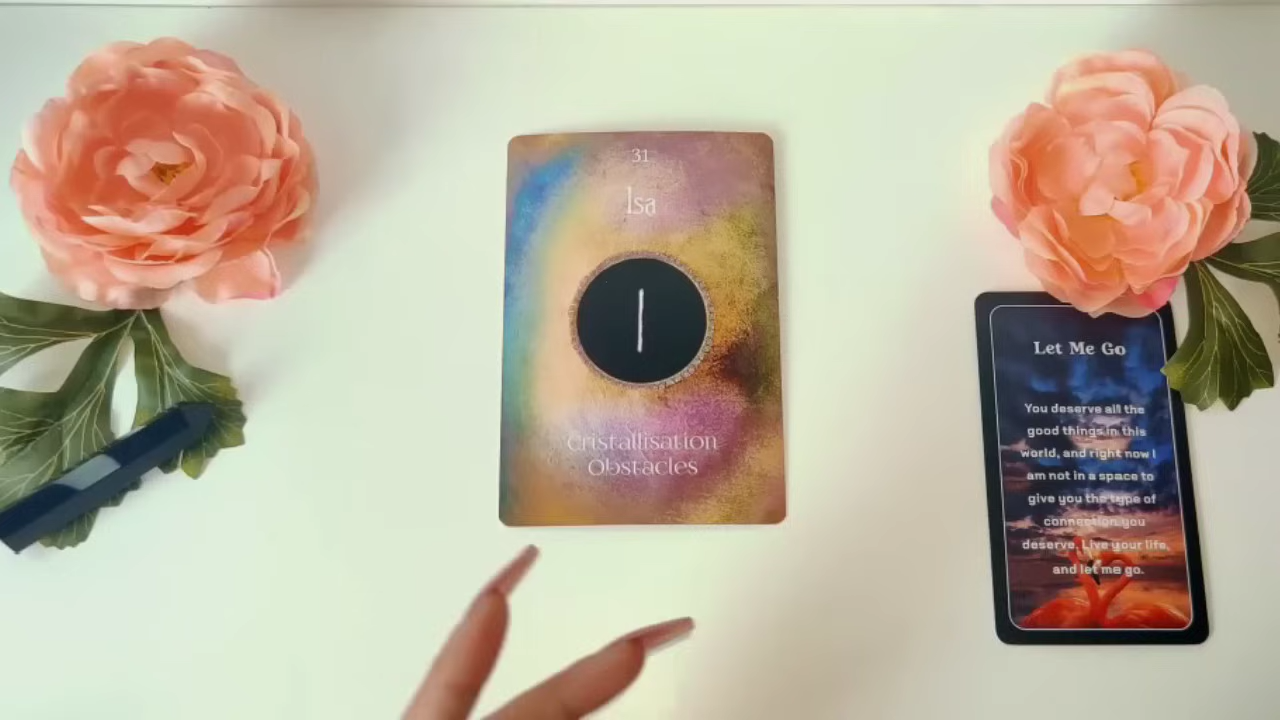 31
Isa
Cristallisation
Obstacles
Let Me Go
You deserve all the
good things in this
world, and right now I
am not in a space to
give you the type of
connection you
deserve. Live your life,
and let me go.